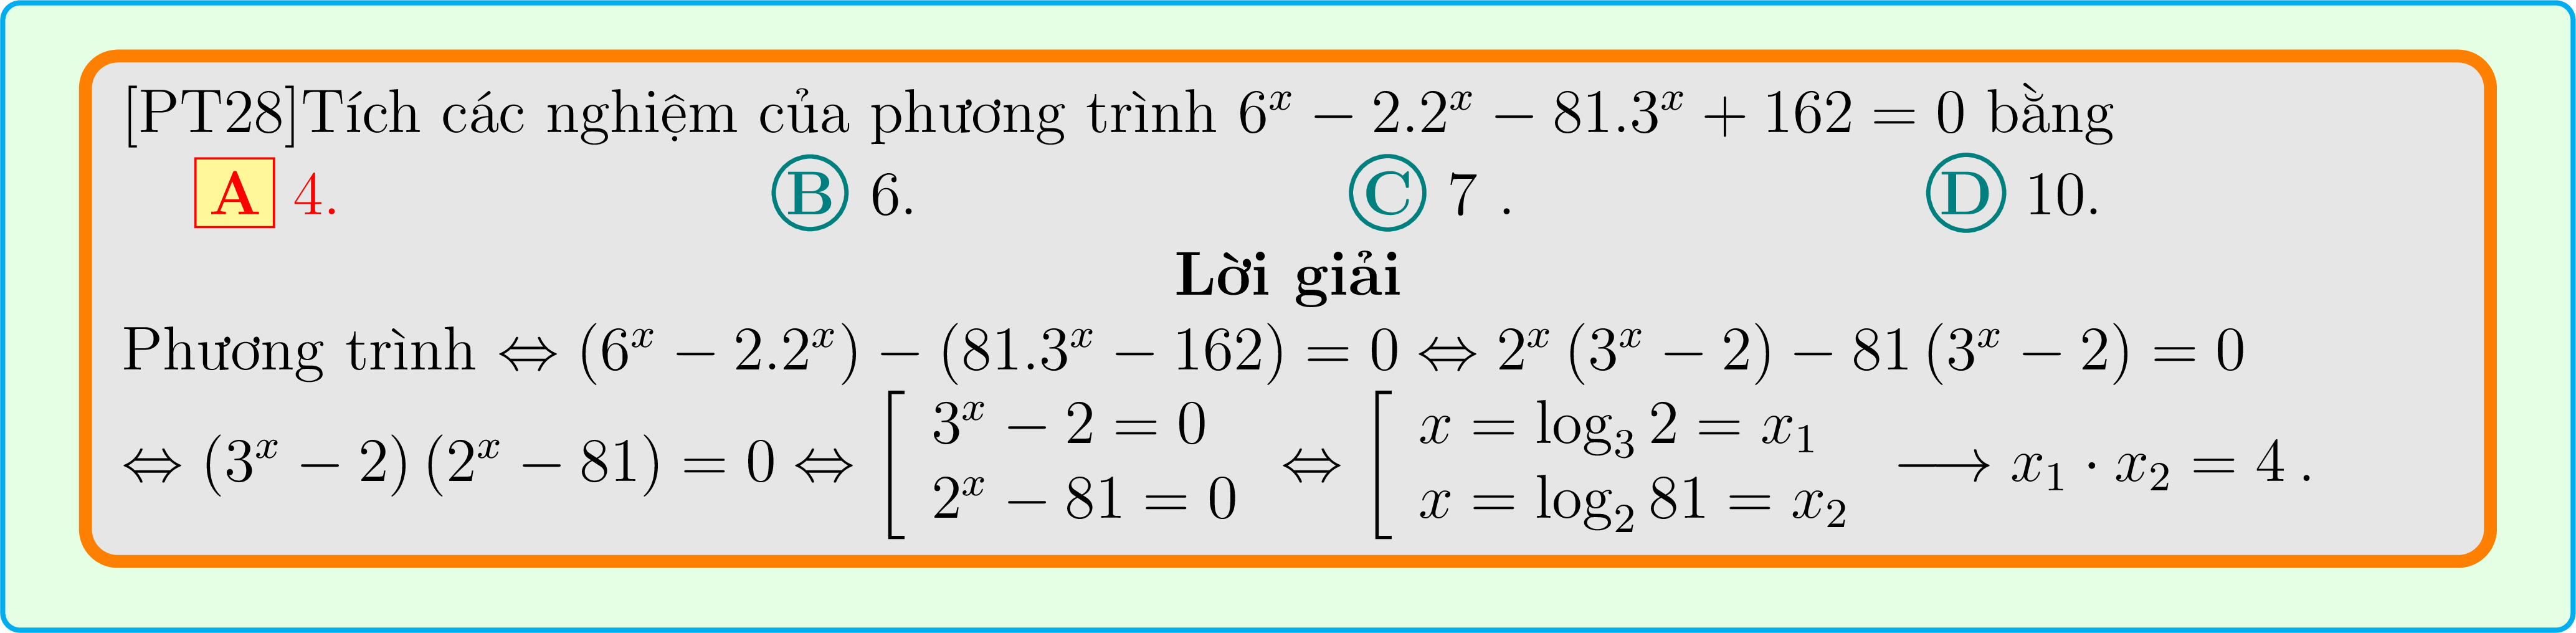 [PT28]Tích các nghiệm của phương trình $6^x - 2.2^x - 81.3^x + 162 = 0$ bằng
A 4. B 6. C 7 . D 10.
Lời giải
Phương trình $\Leftrightarrow (6^x - 2.2^x) - (81.3^x - 162) = 0 \Leftrightarrow 2^x (3^x - 2) - 81 (3^x - 2) = 0$
$\Leftrightarrow (3^x - 2) (2^x - 81) = 0 \Leftrightarrow \left[ \begin{array}{l} 3^x - 2 = 0 \\ 2^x - 81 = 0 \end{array} \right. \Leftrightarrow \left[ \begin{array}{l} x = \log_3 2 = x_1 \\ x = \log_2 81 = x_2 \end{array} \right. \longrightarrow x_1 \cdot x_2 = 4 .$